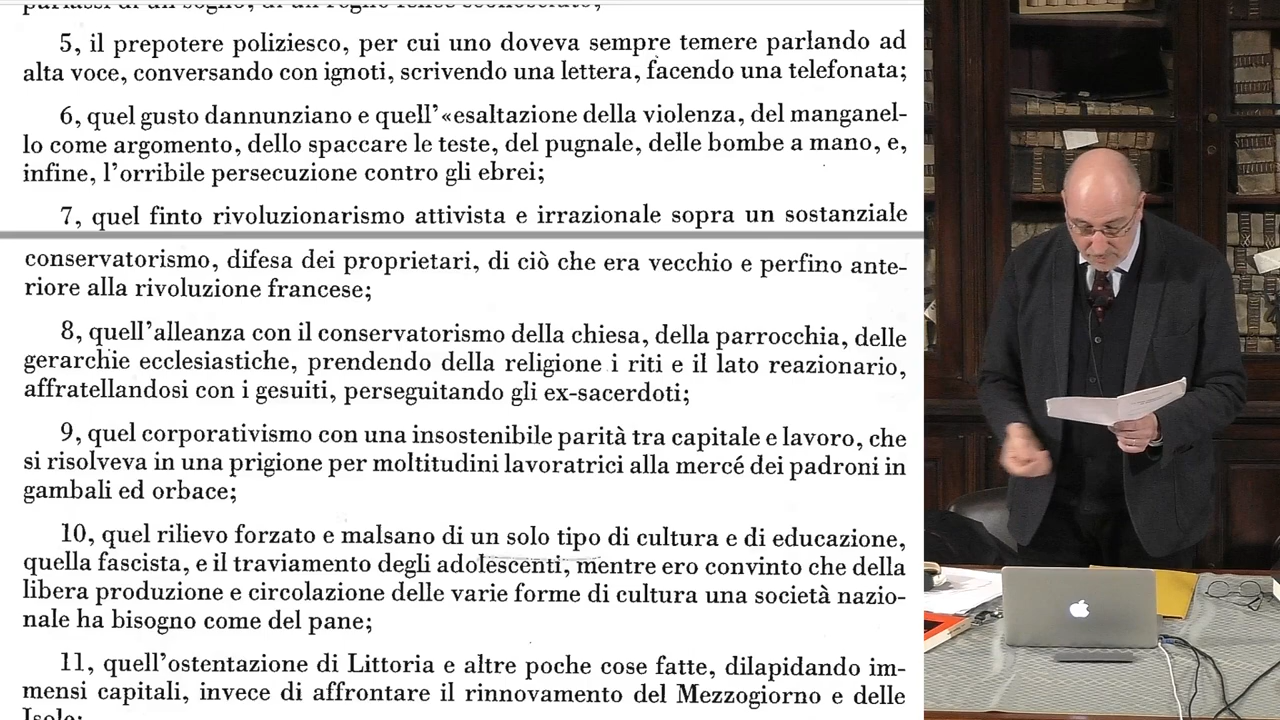 5, il prepotere poliziesco, per cui uno doveva sempre temere parlando ad
alta voce, conversando con ignoti, scrivendo una lettera, facendo una telefonata;
6, quel gusto dannunziano e quell'«esaltazione della violenza, del manganel-
lo come argomento, dello spaccare le teste, del pugnale, delle bombe a mano, e,
infine, l'orribile persecuzione contro gli ebrei;
7, quel finto rivoluzionarismo attivista e irrazionale sopra un sostanziale
conservatorismo, difesa dei proprietari, di ciò che era vecchio e perfino ante-
riore alla rivoluzione francese;
8, quell'alleanza con il conservatorismo della chiesa, della parrocchia, delle
gerarchie ecclesiastiche, prendendo della religione i riti e il lato reazionario,
affratellandosi con i gesuiti, perseguitando gli ex-sacerdoti;
9, quel corporativismo con una insostenibile parità tra capitale e lavoro, che
si risolveva in una prigione per moltitudini lavoratrici alla mercé dei padroni in
gambali ed orbace;
10, quel rilievo forzato e malsano di un solo tipo di cultura e di educazione,
quella fascista, e il traviamento degli adolescenti, mentre ero convinto che della
libera produzione e circolazione delle varie forme di cultura una società nazio-
nale ha bisogno come del pane;
11, quell'ostentazione di Littoria e altre poche cose fatte, dilapidando im-
mensi capitali, invece di affrontare il rinnovamento del Mezzogiorno e delle
Isole;